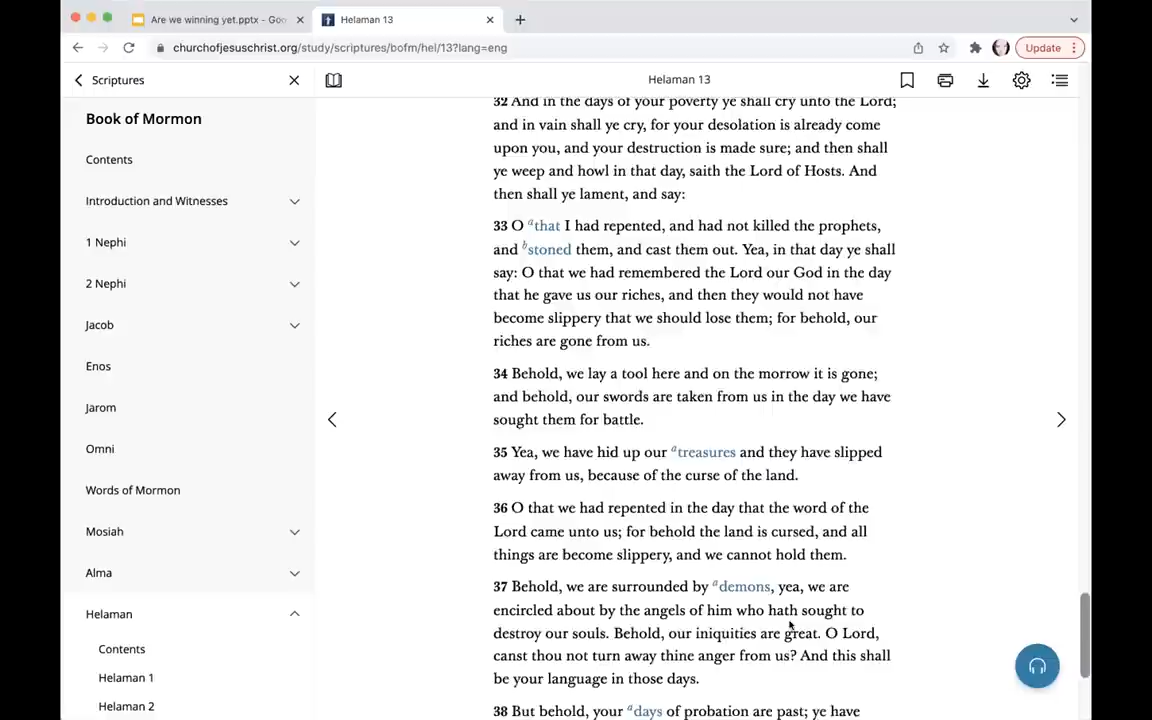 Are we winning yet.pptx - Goo
Helaman 13
churchofjesuschrist.org/study/scriptures/bofm/hel/13?lang=eng
Update
Scriptures
Helaman 13
Book of Mormon
Contents
Introduction and Witnesses
1 Nephi
2 Nephi
Jacob
Enos
Jarom
Omni
Words of Mormon
Mosiah
Alma
Helaman
Contents
Helaman 1
Helaman 2
32 And in the days of your poverty ye shall cry unto the Lord;
and in vain shall ye cry, for your desolation is already come
upon you, and your destruction is made sure; and then shall
ye weep and howl in that day, saith the Lord of Hosts. And
then shall ye lament, and say:
33 O a that I had repented, and had not killed the prophets,
and b stoned them, and cast them out. Yea, in that day ye shall
say: O that we had remembered the Lord our God in the day
that he gave us our riches, and then they would not have
become slippery that we should lose them; for behold, our
riches are gone from us.
34 Behold, we lay a tool here and on the morrow it is gone;
and behold, our swords are taken from us in the day we have
sought them for battle.
35 Yea, we have hid up our a treasures and they have slipped
away from us, because of the curse of the land.
36 O that we had repented in the day that the word of the
Lord came unto us; for behold the land is cursed, and all
things are become slippery, and we cannot hold them.
37 Behold, we are surrounded by a demons, yea, we are
encircled about by the angels of him who hath sought to
destroy our souls. Behold, our iniquities are great. O Lord,
canst thou not turn away thine anger from us? And this shall
be your language in those days.
38 But behold, your a days of probation are past; ye have